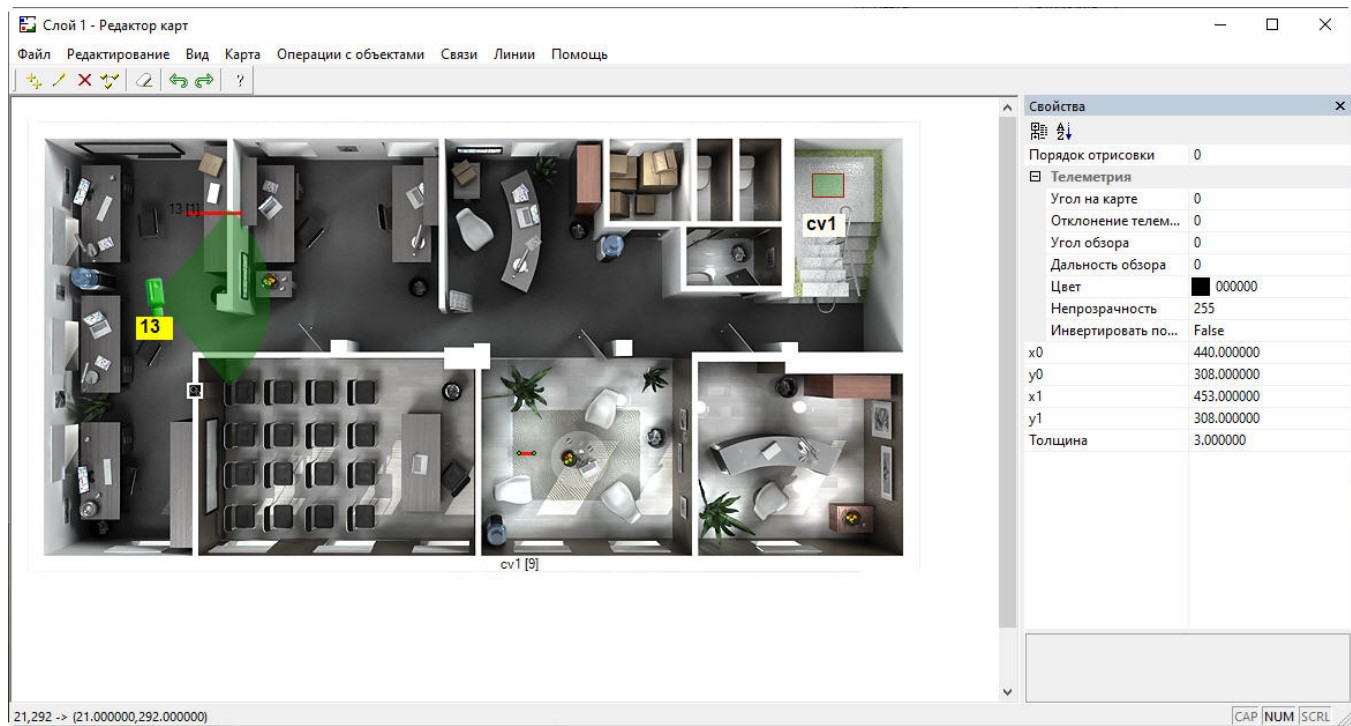 Слой 1 - Редактор карт
Файл Редактирование Вид Карта Операции с объектами Связи Линии Помощь
?
Свойства
Порядок отрисовки 0
Телеметрия
Угол на карте 0
Отклонение телем... 0
Угол обзора 0
Дальность обзора 0
Цвет 000000
Непрозрачность 255
Инвертировать по... False
x0 440.000000
y0 308.000000
x1 453.000000
y1 308.000000
Толщина 3.000000
13 [1]
cv1
13
cv1 [9]
21,292 -> (21.000000,292.000000)
CAP NUM SCRL